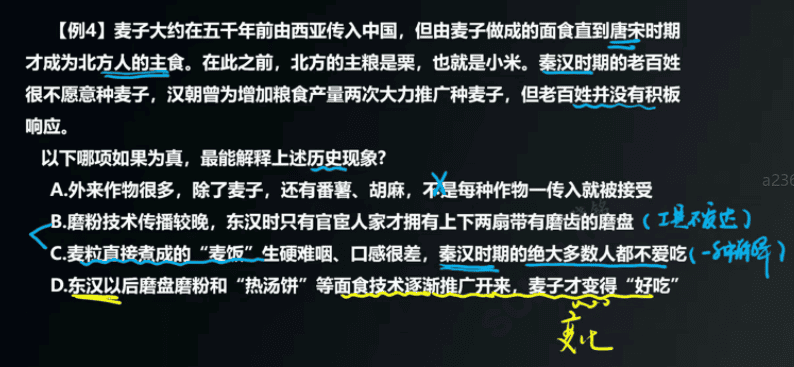 【例4】麦子大约在五千年前由西亚传入中国，但由麦子做成的面食直到唐宋时期
才成为北方人的主食。在此之前，北方的主粮是粟，也就是小米。秦汉时期的老百姓
很不愿意种麦子，汉朝曾为增加粮食产量两次大力推广种麦子，但老百姓并没有积极
响应。
以下哪项如果为真，最能解释上述历史现象?
A.外来作物很多，除了麦子，还有番薯、胡麻，不是每种作物一传入就被接受
a236
B.磨粉技术传播较晚，东汉时只有官宦人家才拥有上下两扇带有磨齿的磨盘（工具不发达）
C.麦粒直接煮成的“麦饭”生硬难咽、口感很差，秦汉时期的绝大多数人都不爱吃(一种解释)
D.东汉以后磨盘磨粉和“热汤饼”等面食技术逐渐推广开来，麦子才变得“好吃”
变化